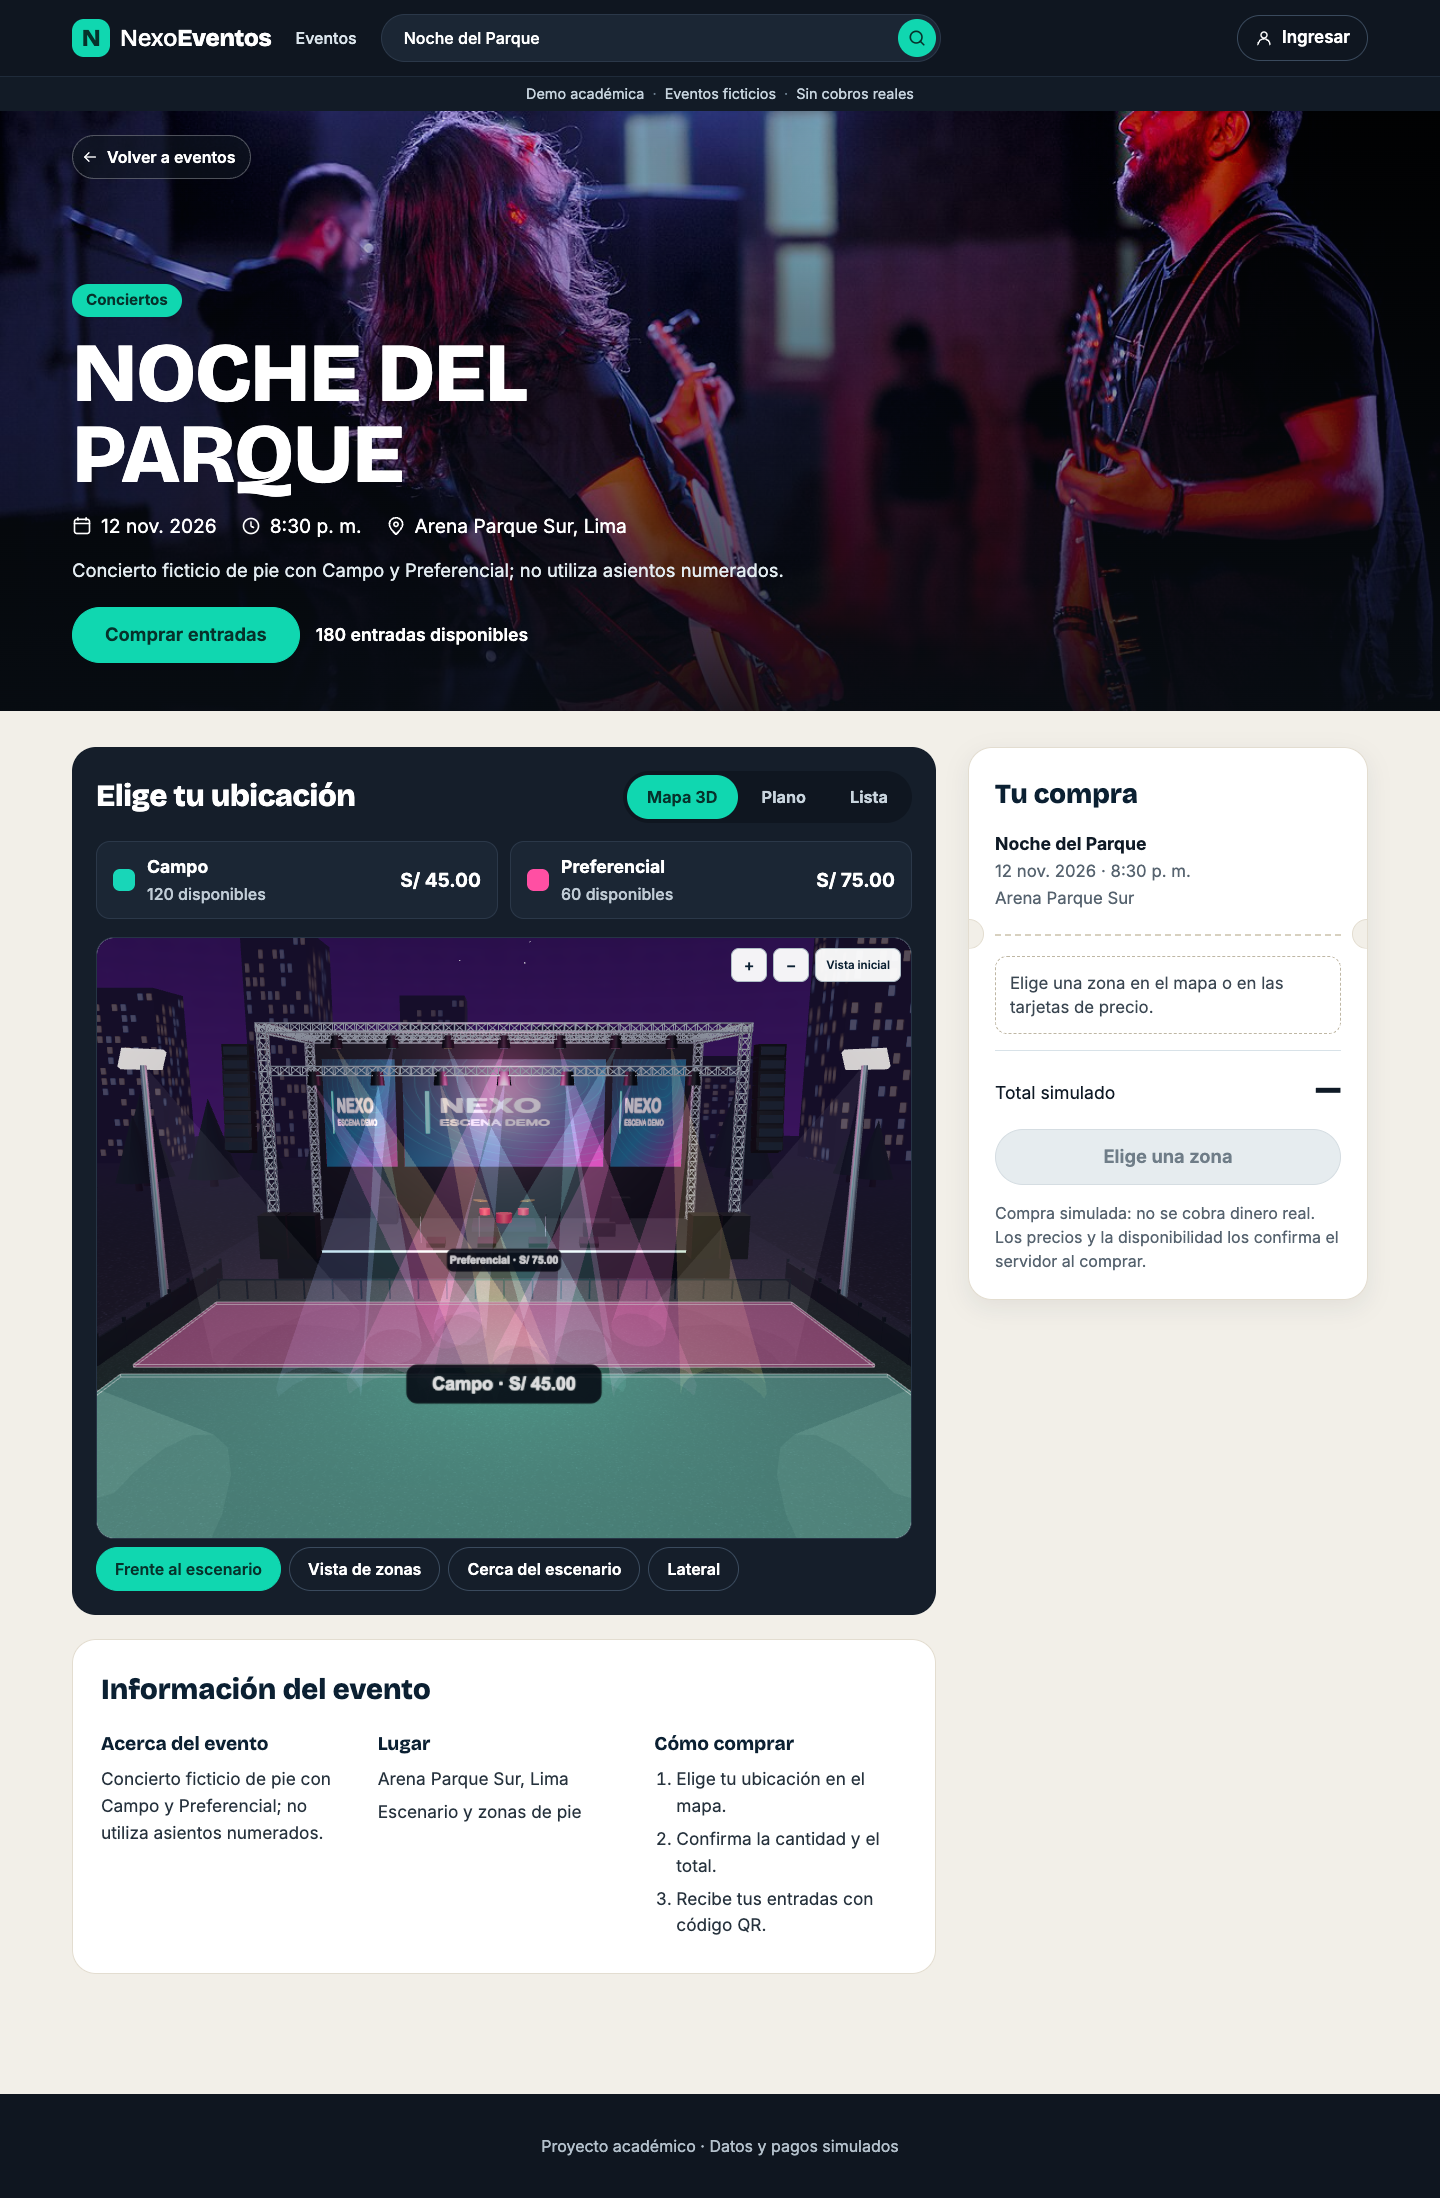 N NexoEventos
Eventos
Noche del Parque
Ingresar
Demo académica · Eventos ficticios · Sin cobros reales
Volver a eventos
Conciertos
NOCHE DEL
PARQUE
12 nov. 2026
8:30 p. m.
Arena Parque Sur, Lima
Concierto ficticio de pie con Campo y Preferencial; no utiliza asientos numerados.
Comprar entradas
180 entradas disponibles
Elige tu ubicación
Mapa 3D
Plano
Lista
Campo
120 disponibles
S/ 45.00
Preferencial
60 disponibles
S/ 75.00
+
−
Vista inicial
NEXO
ESCENA DEMO
NEXO
ESCENA DEMO
NEXO
ESCENA DEMO
Preferencial · S/ 75.00
Campo · S/ 45.00
Frente al escenario
Vista de zonas
Cerca del escenario
Lateral
Tu compra
Noche del Parque
12 nov. 2026 · 8:30 p. m.
Arena Parque Sur
Elige una zona en el mapa o en las
tarjetas de precio.
Total simulado
—
Elige una zona
Compra simulada: no se cobra dinero real.
Los precios y la disponibilidad los confirma el
servidor al comprar.
Información del evento
Acerca del evento
Concierto ficticio de pie con
Campo y Preferencial; no
utiliza asientos numerados.
Lugar
Arena Parque Sur, Lima
Escenario y zonas de pie
Cómo comprar
1. Elige tu ubicación en el
mapa.
2. Confirma la cantidad y el
total.
3. Recibe tus entradas con
código QR.
Proyecto académico · Datos y pagos simulados